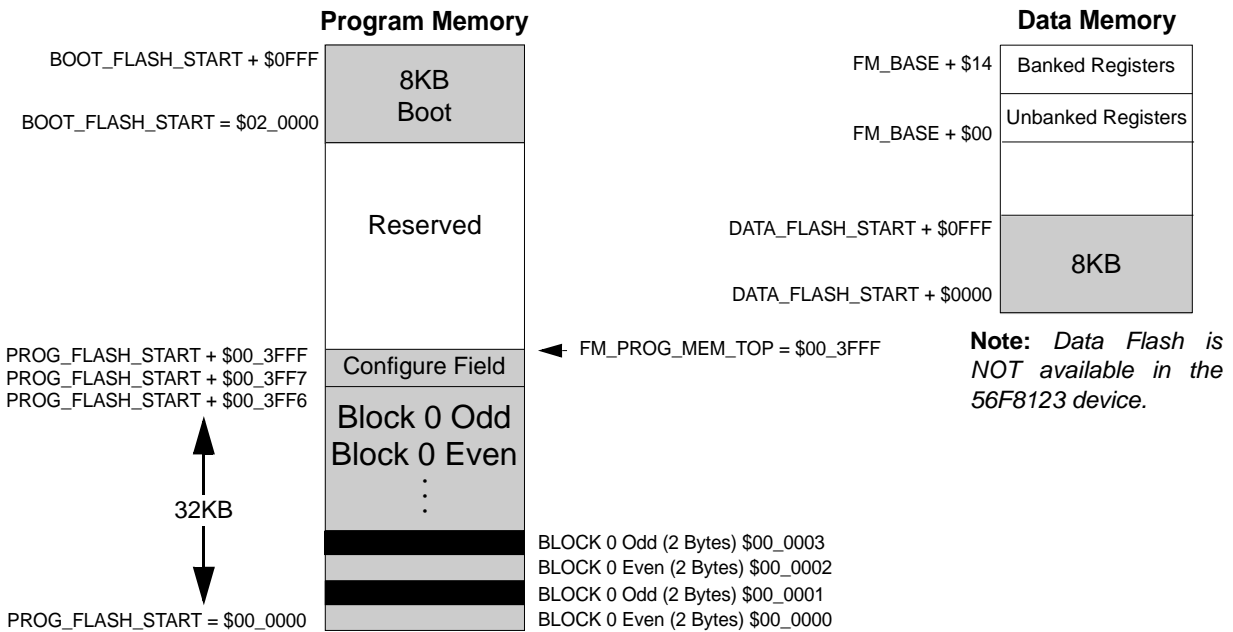 Program Memory
BOOT_FLASH_START + $0FFF
8KB
Boot
BOOT_FLASH_START = $02_0000
Reserved
PROG_FLASH_START + $00_3FFF
PROG_FLASH_START + $00_3FF7
PROG_FLASH_START + $00_3FF6
Configure Field
FM_PROG_MEM_TOP = $00_3FFF
Block 0 Odd
Block 0 Even
32KB
BLOCK 0 Odd (2 Bytes) $00_0003
BLOCK 0 Even (2 Bytes) $00_0002
BLOCK 0 Odd (2 Bytes) $00_0001
BLOCK 0 Even (2 Bytes) $00_0000
PROG_FLASH_START = $00_0000
Data Memory
FM_BASE + $14
Banked Registers
Unbanked Registers
FM_BASE + $00
DATA_FLASH_START + $0FFF
8KB
DATA_FLASH_START + $0000
Note: Data Flash is
NOT available in the
56F8123 device.